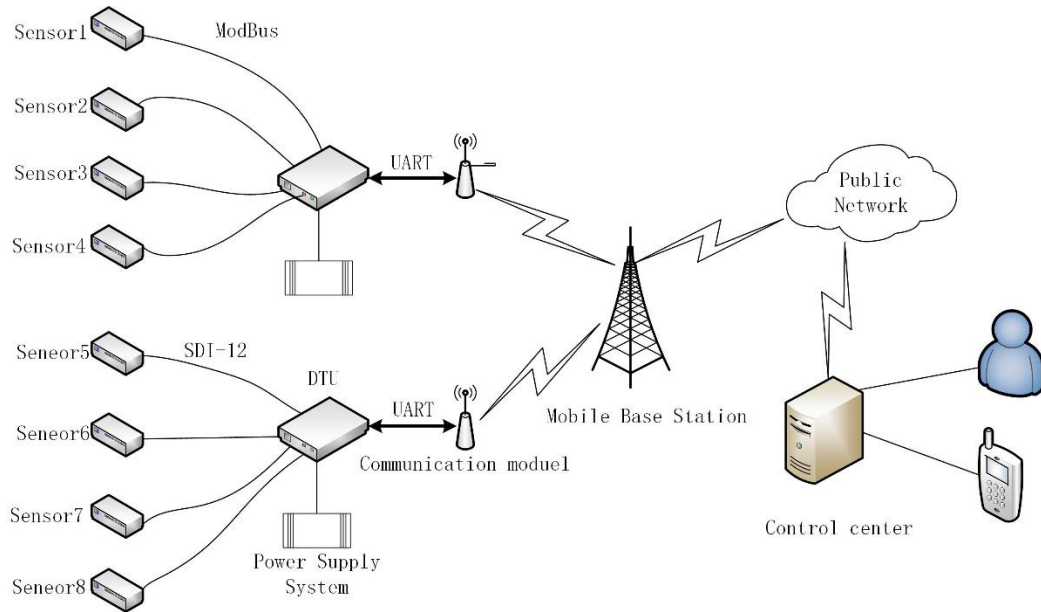 Sensor1
ModBus
Sensor2
Sensor3
UART
Public
Network
Sensor4
Seneor5
SDI-12
DTU
UART
Mobile Base Station
Seneor6
Communication moduel
Sensor7
Control center
Power Supply
System
Seneor8